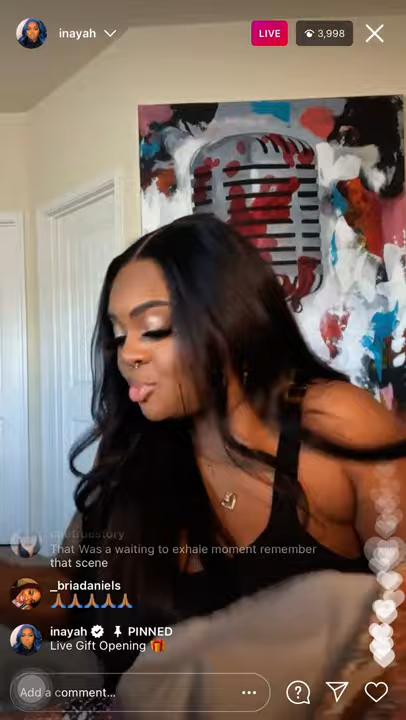 inayah
LIVE
3,998
That Was a waiting to exhale moment remember
that scene
_briadaniels
🙏🏽🙏🏽🙏🏽🙏🏽🙏🏽
inayah PINNED
Live Gift Opening 🎁
Add a comment...